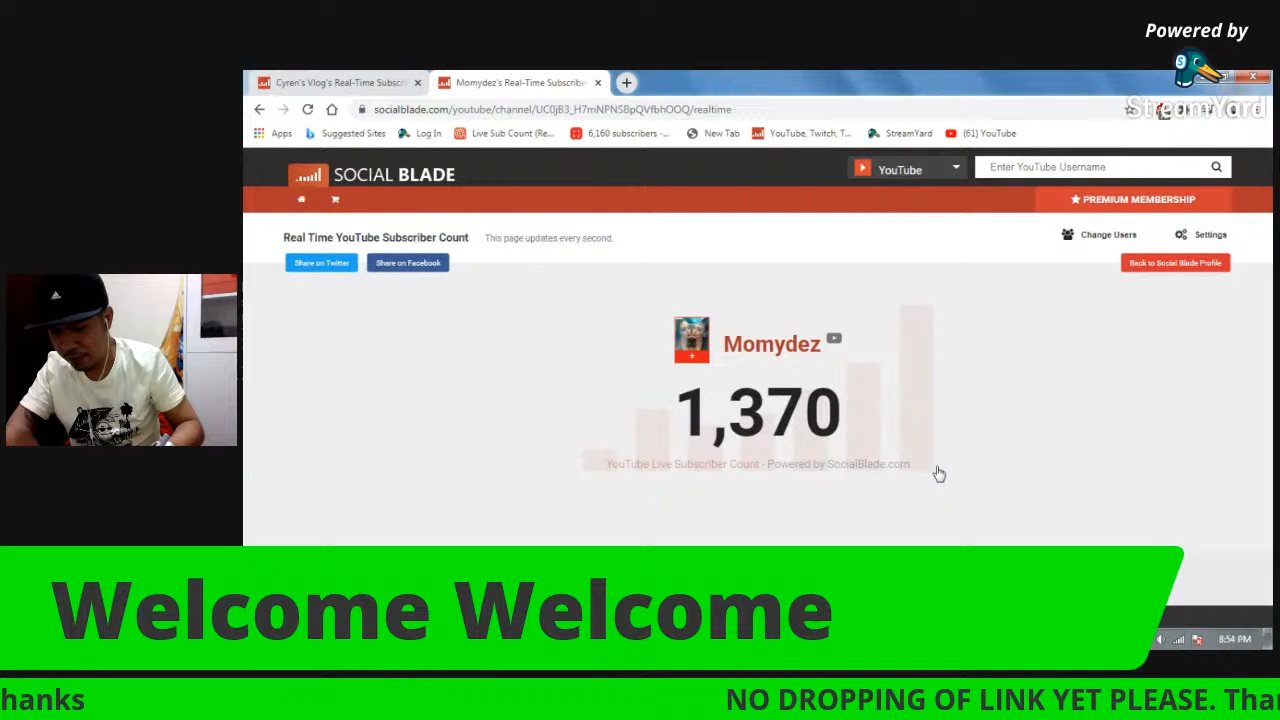 Powered by
StreamYard
Cyren's Vlog's Real-Time Subscri
Momydez's Real-Time Subscribe
socialblade.com/youtube/channel/UC0jB3_H7mNPNSBpQVfbhOOQ/realtime
Apps
Suggested Sites
Log In
Live Sub Count (Re...
6,160 subscribers -...
New Tab
YouTube, Twitch, T...
StreamYard
(61) YouTube
SOCIAL BLADE
YouTube
Enter YouTube Username
PREMIUM MEMBERSHIP
Real Time YouTube Subscriber Count
This page updates every second.
Change Users
Settings
Share on Twitter
Share on Facebook
Back to Social Blade Profile
Momydez
1,370
YouTube Live Subscriber Count - Powered by SocialBlade.com
Welcome Welcome
8:54 PM
hanks
NO DROPPING OF LINK YET PLEASE. Than